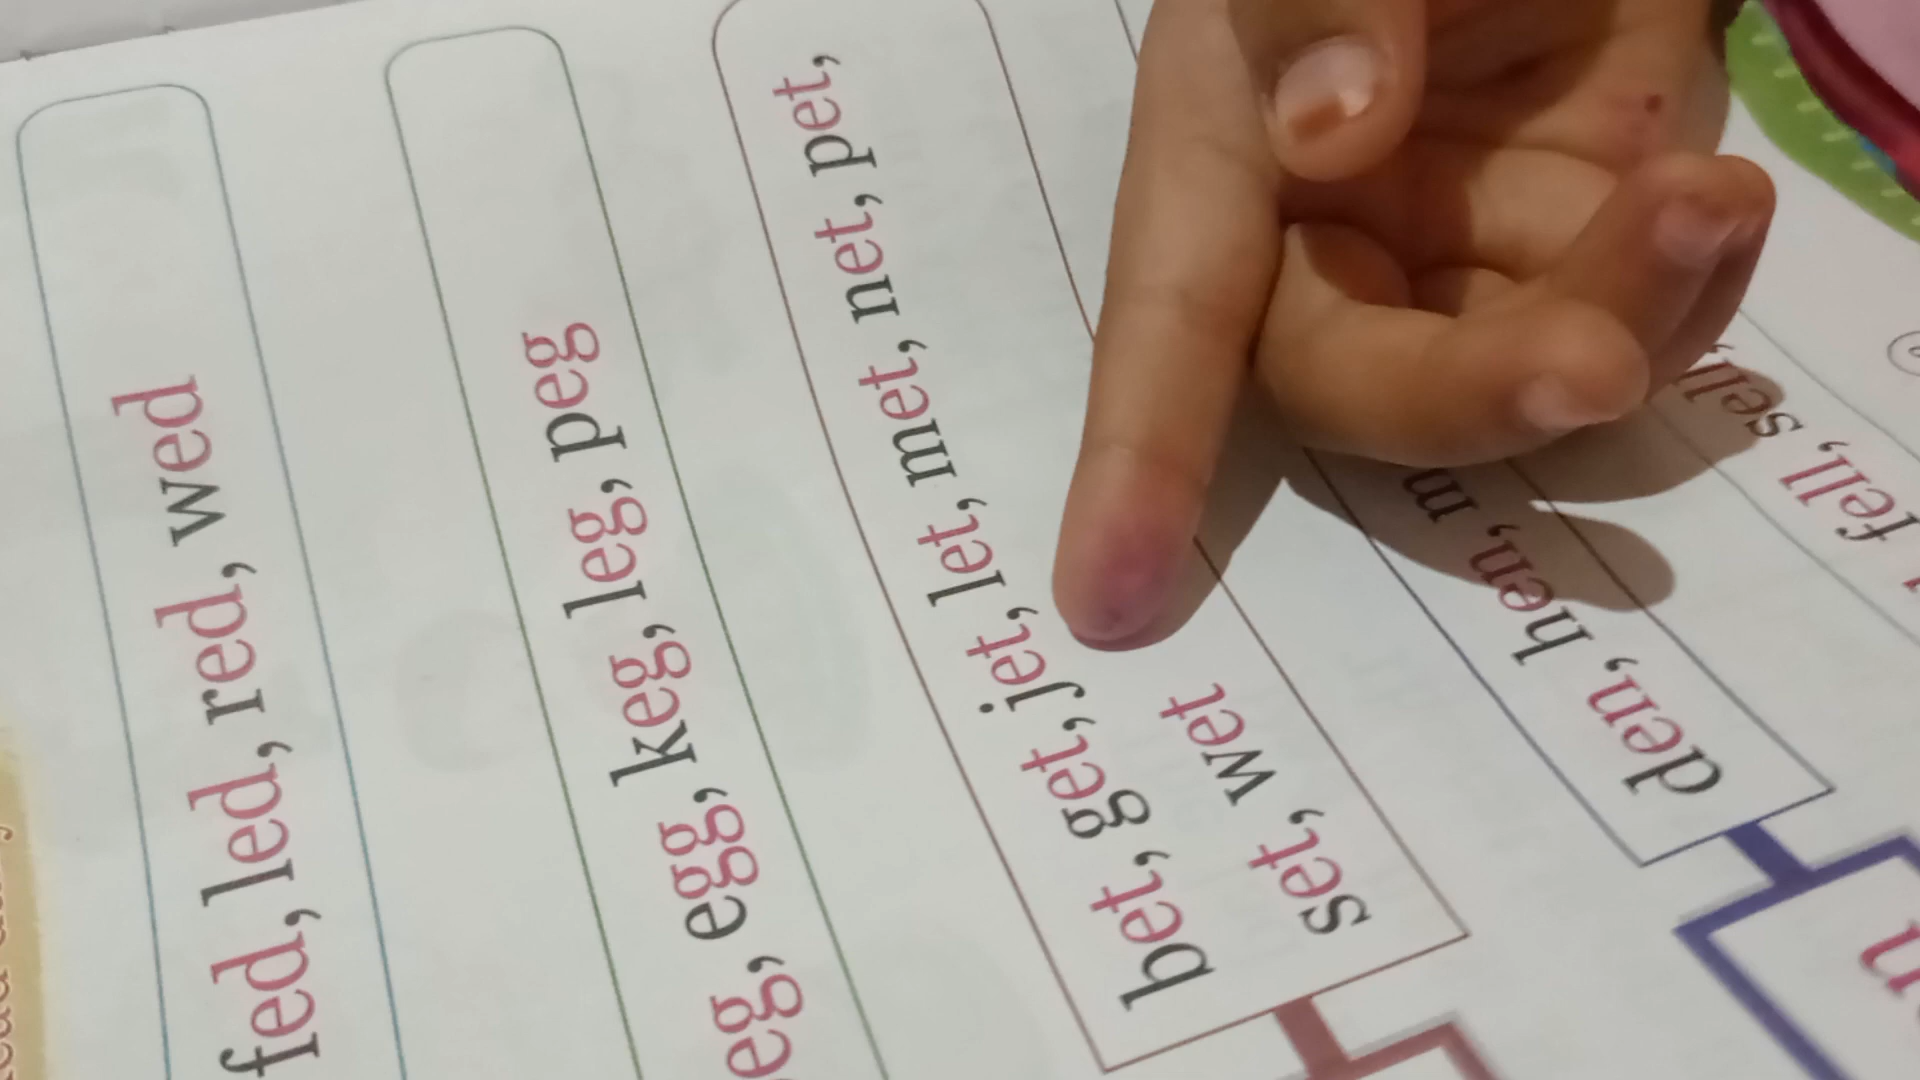 fed, led, red, wed
eg, egg, keg, leg, peg
bet, get, jet, let, met, net, pet,
set, wet
den, hen, m
fell, sell,